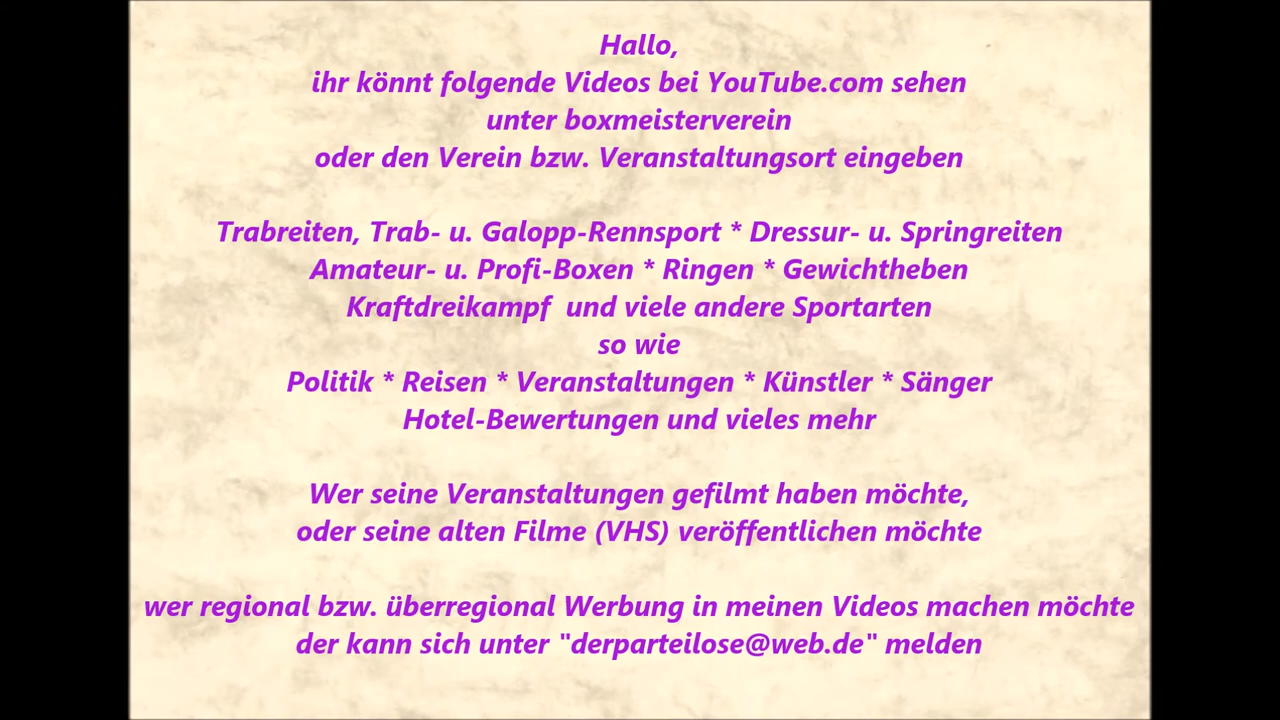 Hallo,
ihr könnt folgende Videos bei YouTube.com sehen
unter boxmeisterverein
oder den Verein bzw. Veranstaltungsort eingeben
Trabreiten, Trab- u. Galopp-Rennsport * Dressur- u. Springreiten
Amateur- u. Profi-Boxen * Ringen * Gewichtheben
Kraftdreikampf  und viele andere Sportarten
so wie
Politik * Reisen * Veranstaltungen * Künstler * Sänger
Hotel-Bewertungen und vieles mehr
Wer seine Veranstaltungen gefilmt haben möchte,
oder seine alten Filme (VHS) veröffentlichen möchte
wer regional bzw. überregional Werbung in meinen Videos machen möchte
der kann sich unter "derparteilose@web.de" melden